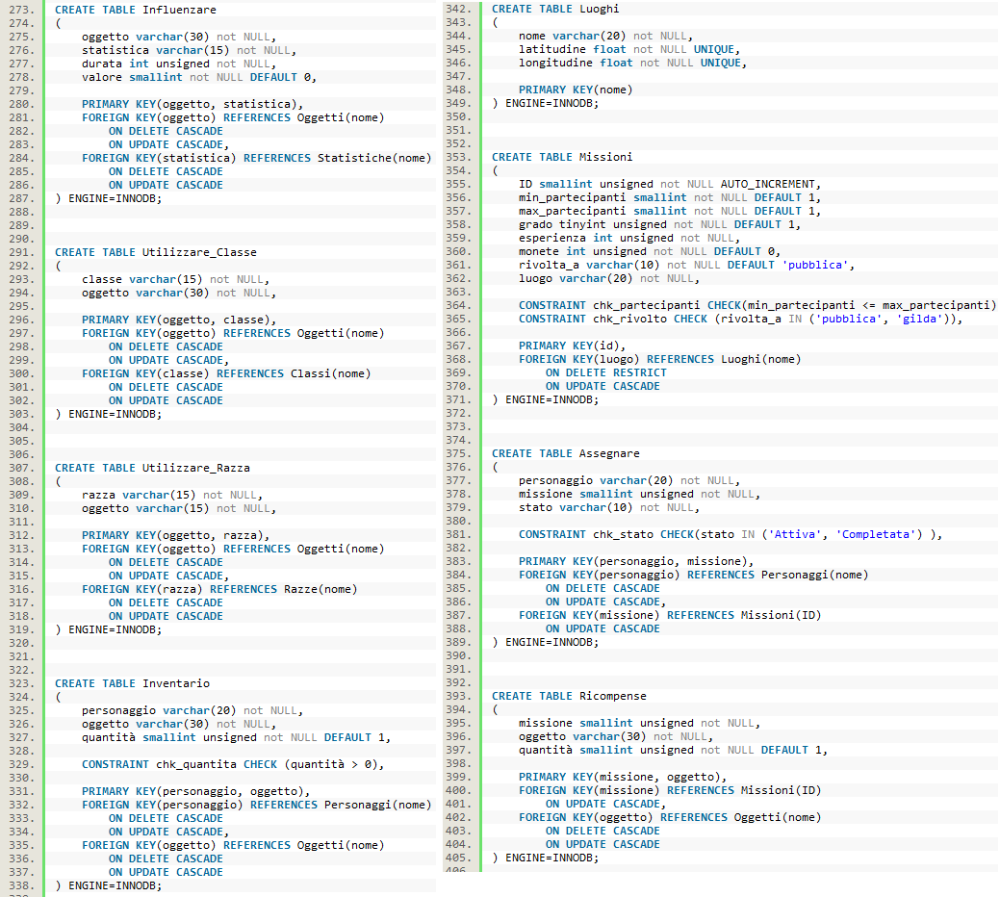 273. CREATE TABLE Influenzare
274. (
275. oggetto varchar(30) not NULL,
276. statistica varchar(15) not NULL,
277. durata int unsigned not NULL,
278. valore smallint not NULL DEFAULT 0,
279.
280. PRIMARY KEY(oggetto, statistica),
281. FOREIGN KEY(oggetto) REFERENCES Oggetti(nome)
282. ON DELETE CASCADE
283. ON UPDATE CASCADE,
284. FOREIGN KEY(statistica) REFERENCES Statistiche(nome)
285. ON DELETE CASCADE
286. ON UPDATE CASCADE
287. ) ENGINE=INNODB;
288.
289.
290.
291. CREATE TABLE Utilizzare_Classe
292. (
293. classe varchar(15) not NULL,
294. oggetto varchar(30) not NULL,
295.
296. PRIMARY KEY(oggetto, classe),
297. FOREIGN KEY(oggetto) REFERENCES Oggetti(nome)
298. ON DELETE CASCADE
299. ON UPDATE CASCADE,
300. FOREIGN KEY(classe) REFERENCES Classi(nome)
301. ON DELETE CASCADE
302. ON UPDATE CASCADE
303. ) ENGINE=INNODB;
304.
305.
306.
307. CREATE TABLE Utilizzare_Razza
308. (
309. razza varchar(15) not NULL,
310. oggetto varchar(15) not NULL,
311.
312. PRIMARY KEY(oggetto, razza),
313. FOREIGN KEY(oggetto) REFERENCES Oggetti(nome)
314. ON DELETE CASCADE
315. ON UPDATE CASCADE,
316. FOREIGN KEY(razza) REFERENCES Razze(nome)
317. ON DELETE CASCADE
318. ON UPDATE CASCADE
319. ) ENGINE=INNODB;
320.
321.
322.
323. CREATE TABLE Inventario
324. (
325. personaggio varchar(20) not NULL,
326. oggetto varchar(30) not NULL,
327. quantità smallint unsigned not NULL DEFAULT 1,
328.
329. CONSTRAINT chk_quantita CHECK (quantità > 0),
330.
331. PRIMARY KEY(personaggio, oggetto),
332. FOREIGN KEY(personaggio) REFERENCES Personaggi(nome)
333. ON DELETE CASCADE
334. ON UPDATE CASCADE,
335. FOREIGN KEY(oggetto) REFERENCES Oggetti(nome)
336. ON DELETE CASCADE
337. ON UPDATE CASCADE
338. ) ENGINE=INNODB;
342. CREATE TABLE Luoghi
343. (
344. nome varchar(20) not NULL,
345. latitudine float not NULL UNIQUE,
346. longitudine float not NULL UNIQUE,
347.
348. PRIMARY KEY(nome)
349. ) ENGINE=INNODB;
350.
351.
352.
353. CREATE TABLE Missioni
354. (
355. ID smallint unsigned not NULL AUTO_INCREMENT,
356. min_partecipanti smallint not NULL DEFAULT 1,
357. max_partecipanti smallint not NULL DEFAULT 1,
358. grado tinyint unsigned not NULL DEFAULT 1,
359. esperienza int unsigned not NULL,
360. monete int unsigned not NULL DEFAULT 0,
361. rivolta_a varchar(10) not NULL DEFAULT 'pubblica',
362. luogo varchar(20) not NULL,
363.
364. CONSTRAINT chk_partecipanti CHECK(min_partecipanti <= max_partecipanti)
365. CONSTRAINT chk_rivolto CHECK (rivolta_a IN ('pubblica', 'gilda')),
366.
367. PRIMARY KEY(id),
368. FOREIGN KEY(luogo) REFERENCES Luoghi(nome)
369. ON DELETE RESTRICT
370. ON UPDATE CASCADE
371. ) ENGINE=INNODB;
372.
373.
374.
375. CREATE TABLE Assegnare
376. (
377. personaggio varchar(20) not NULL,
378. missione smallint unsigned not NULL,
379. stato varchar(10) not NULL,
380.
381. CONSTRAINT chk_stato CHECK(stato IN ('Attiva', 'Completata') ),
382.
383. PRIMARY KEY(personaggio, missione),
384. FOREIGN KEY(personaggio) REFERENCES Personaggi(nome)
385. ON DELETE CASCADE
386. ON UPDATE CASCADE,
387. FOREIGN KEY(missione) REFERENCES Missioni(ID)
388. ON UPDATE CASCADE
389. ) ENGINE=INNODB;
390.
391.
392.
393. CREATE TABLE Ricompense
394. (
395. missione smallint unsigned not NULL,
396. oggetto varchar(30) not NULL,
397. quantità smallint unsigned not NULL DEFAULT 1,
398.
399. PRIMARY KEY(missione, oggetto),
400. FOREIGN KEY(missione) REFERENCES Missioni(ID)
401. ON UPDATE CASCADE,
402. FOREIGN KEY(oggetto) REFERENCES Oggetti(nome)
403. ON DELETE CASCADE
404. ON UPDATE CASCADE
405. ) ENGINE=INNODB;